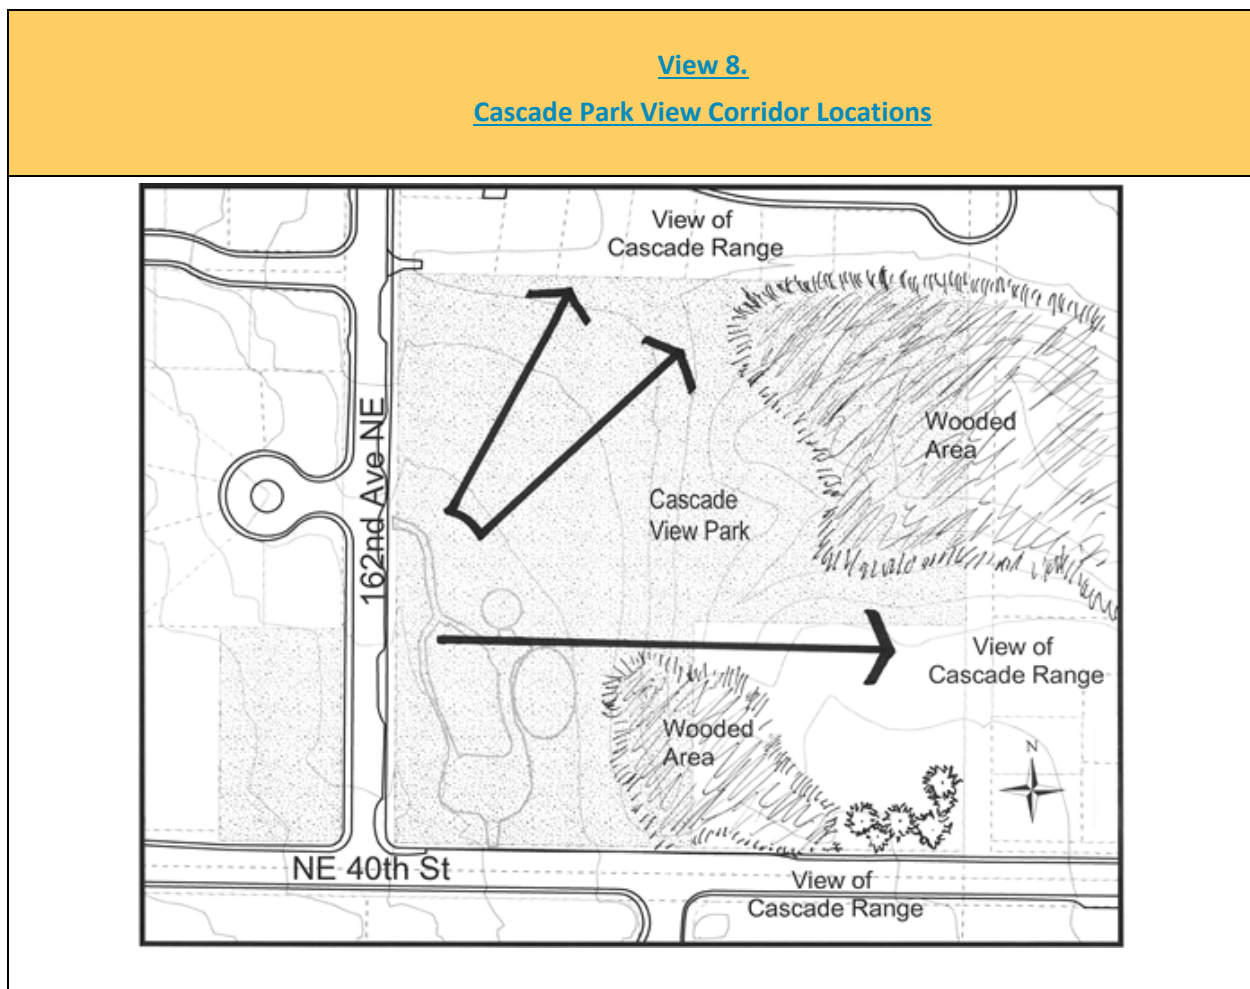 View 8.
Cascade Park View Corridor Locations
View of
Cascade Range
162nd Ave NE
Wooded
Area
Cascade
View Park
View of
Cascade Range
Wooded
Area
N
NE 40th St
View of
Cascade Range